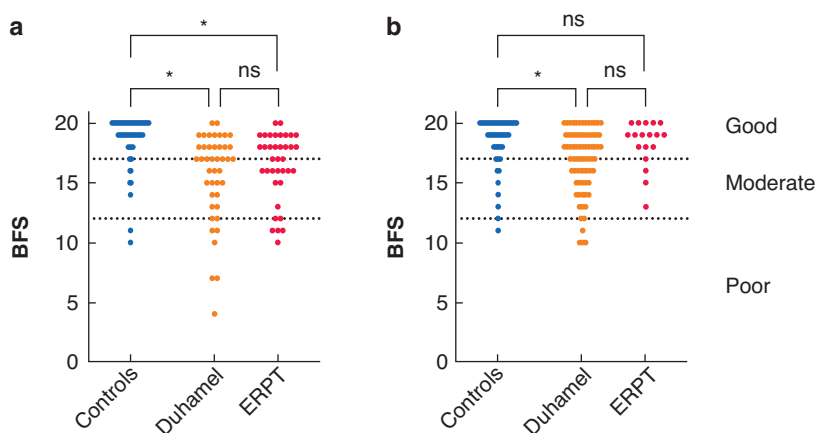 a
*
*
ns
BFS
20
15
10
5
0
Controls
Duhamel
ERPT
b
ns
*
ns
BFS
20
15
10
5
0
Controls
Duhamel
ERPT
Good
Moderate
Poor